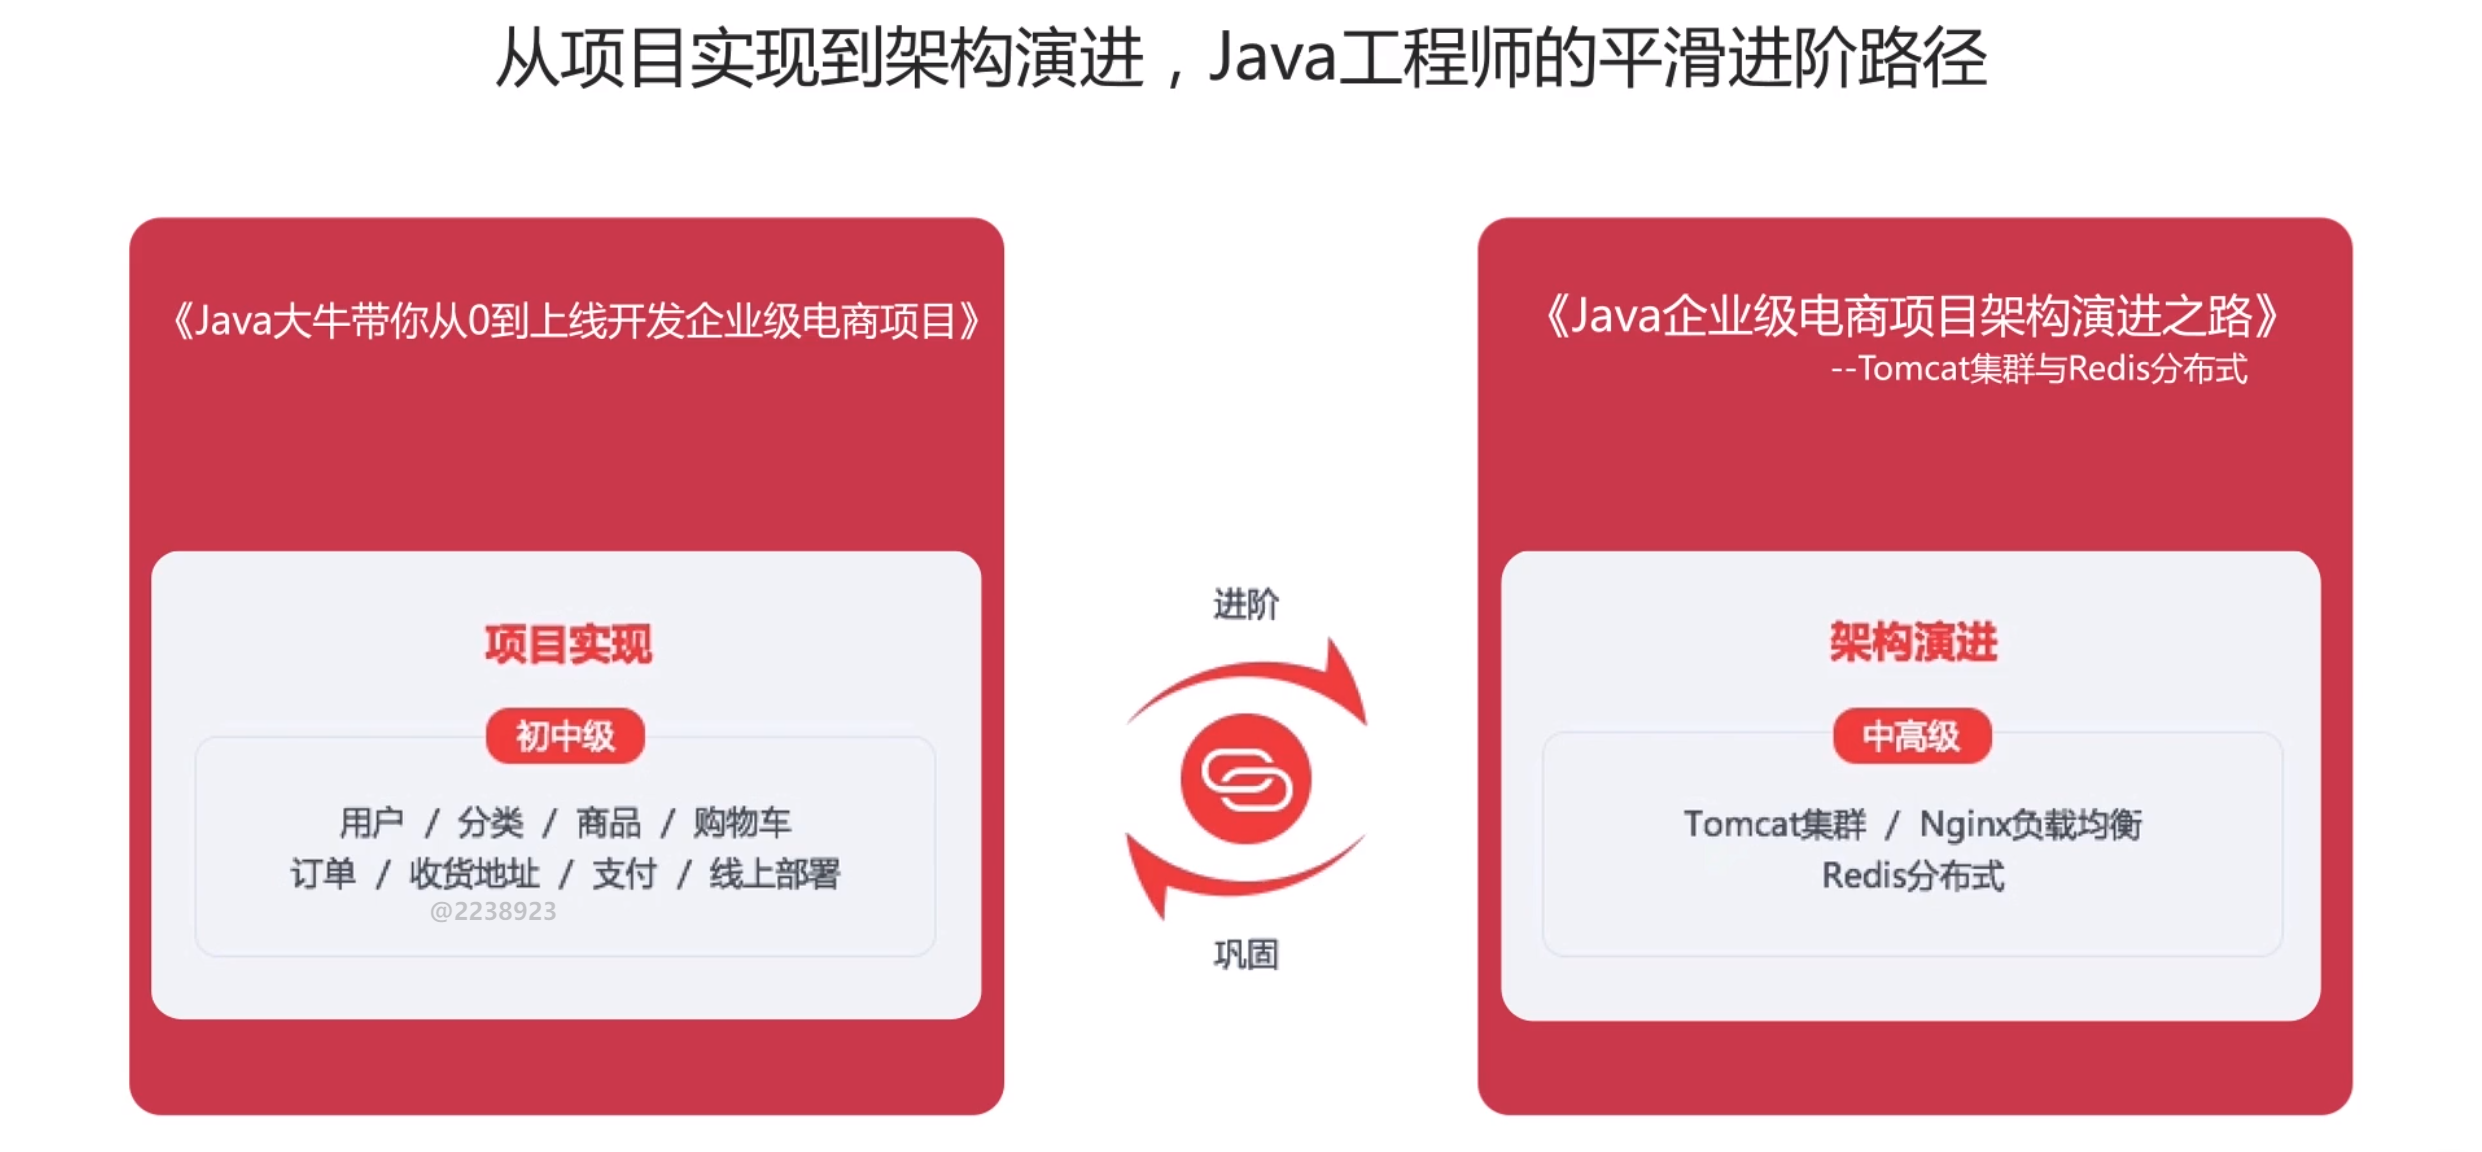 从项目实现到架构演进，Java工程师的平滑进阶路径
《Java大牛带你从0到上线开发企业级电商项目》
项目实现
初中级
用户 / 分类 / 商品 / 购物车
订单 / 收货地址 / 支付 / 线上部署
@2238923
进阶
巩固
《Java企业级电商项目架构演进之路》
--Tomcat集群与Redis分布式
架构演进
中高级
Tomcat集群 / Nginx负载均衡
Redis分布式